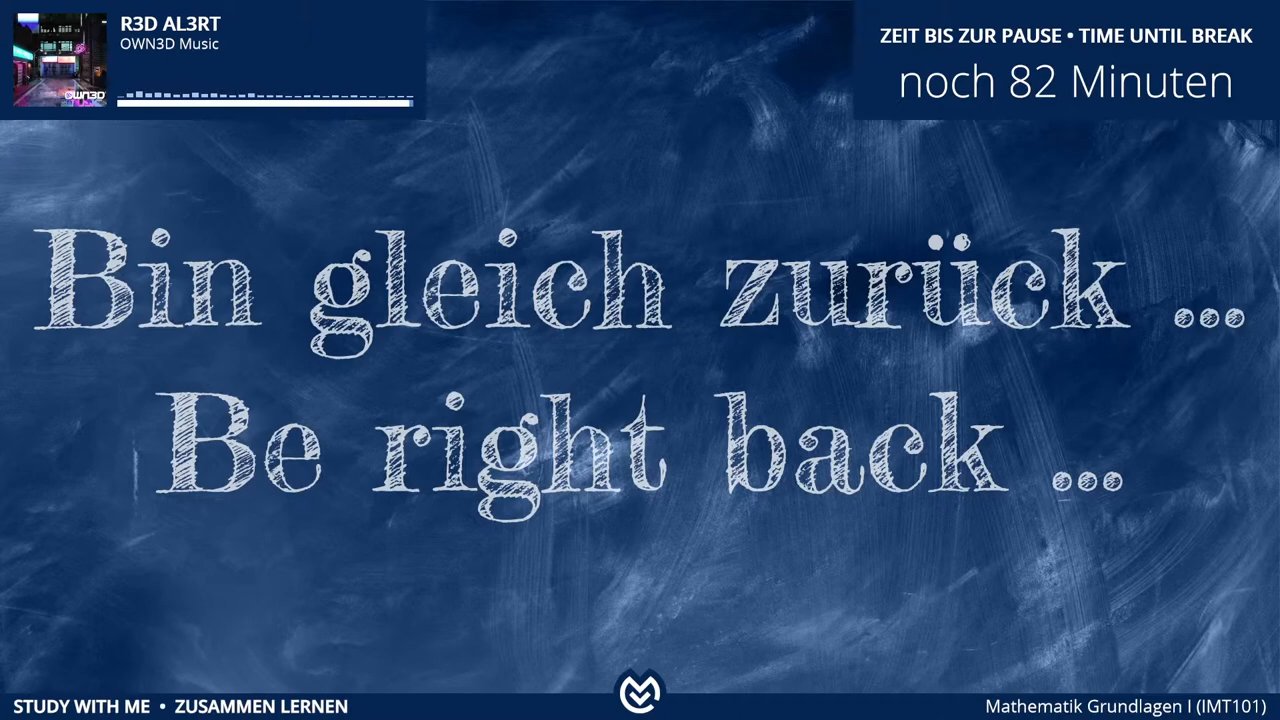 R3D AL3RT
OWN3D Music
OWN3D
ZEIT BIS ZUR PAUSE • TIME UNTIL BREAK
noch 82 Minuten
Bin gleich zurück ...
Be right back ...
STUDY WITH ME • ZUSAMMEN LERNEN
Mathematik Grundlagen I (IMT101)